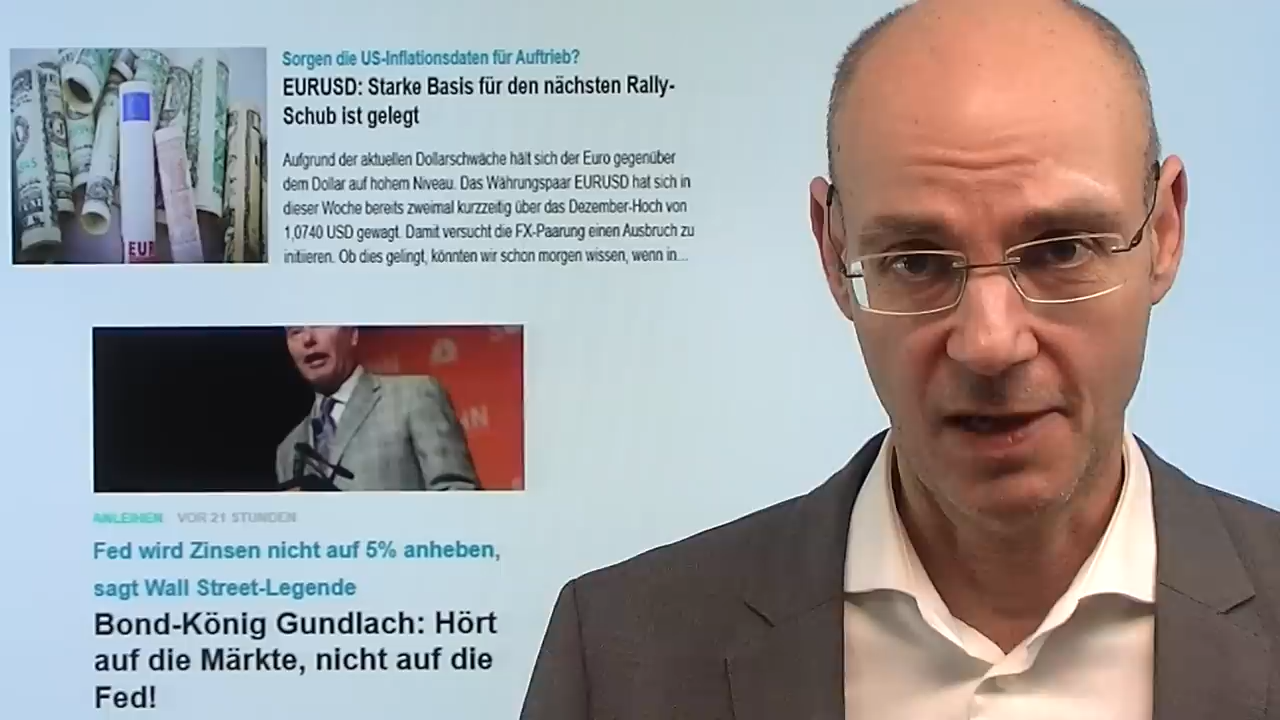 Sorgen die US-Inflationsdaten für Auftrieb?
EURUSD: Starke Basis für den nächsten Rally-
Schub ist gelegt
Aufgrund der aktuellen Dollarschwäche hält sich der Euro gegenüber
dem Dollar auf hohem Niveau. Das Währungspaar EURUSD hat sich in
dieser Woche bereits zweimal kurzzeitig über das Dezember-Hoch von
1,0740 USD gewagt. Damit versucht die FX-Paarung einen Ausbruch zu
initiieren. Ob dies gelingt, könnten wir schon morgen wissen, wenn in...
EUR
ANLEIHEN VOR 21 STUNDEN
Fed wird Zinsen nicht auf 5% anheben,
sagt Wall Street-Legende
Bond-König Gundlach: Hört
auf die Märkte, nicht auf die
Fed!